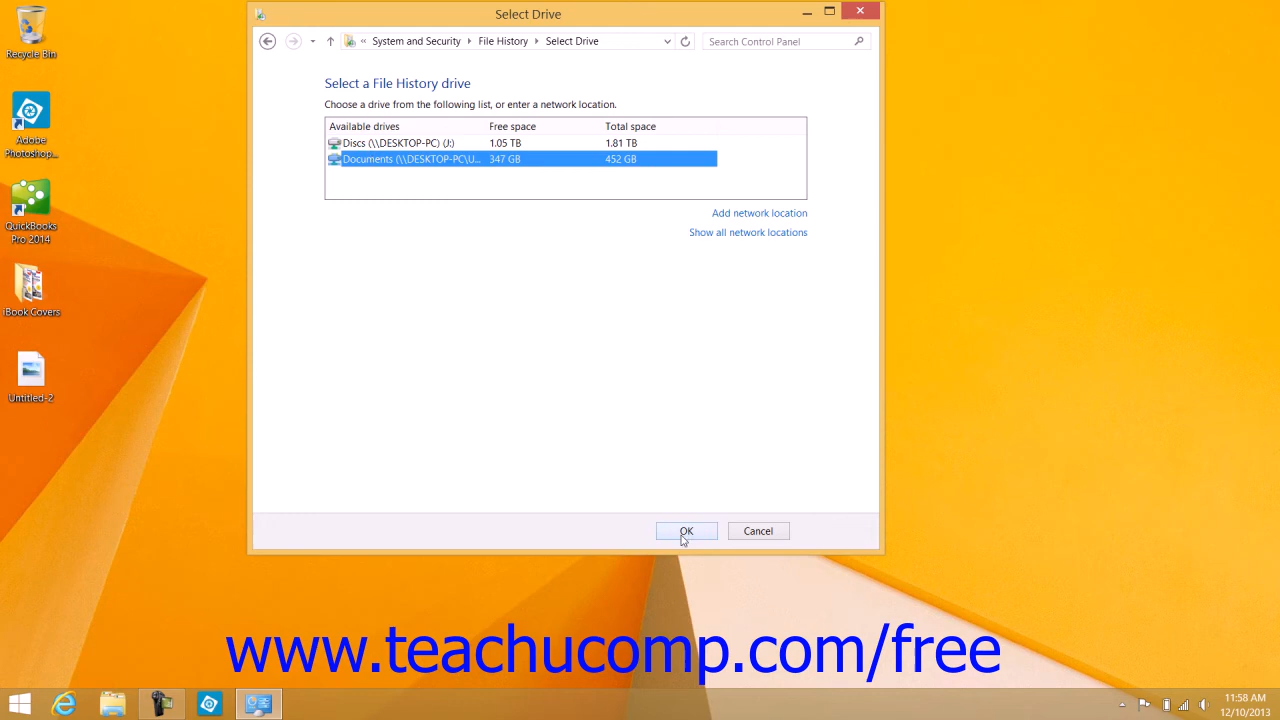 Select Drive
« System and Security File History Select Drive
Search Control Panel
Select a File History drive
Choose a drive from the following list, or enter a network location.
Available drives Free space Total space
Discs (\\DESKTOP-PC) (J:) 1.05 TB 1.81 TB
Documents (\\DESKTOP-PC\U... 347 GB 452 GB
Add network location
Show all network locations
OK Cancel
Recycle Bin
Adobe
Photoshop...
QuickBooks
Pro 2014
iBook Covers
Untitled-2
www.teachucomp.com/free
11:58 AM
12/10/2013